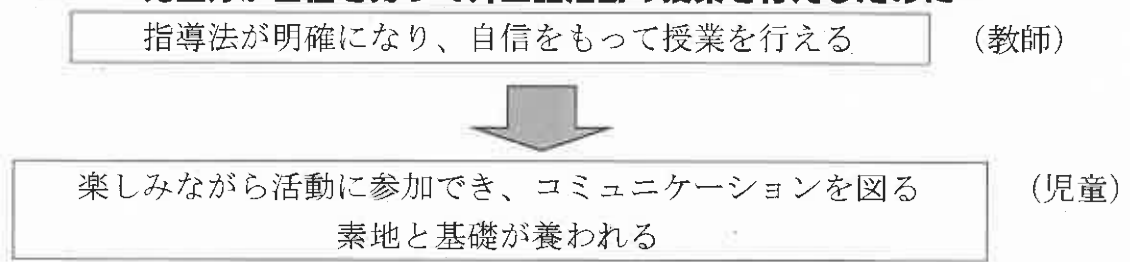 指導法が明確になり、自信をもって授業を行える
(教師)
楽しみながら活動に参加でき、コミュニケーションを図る
素地と基礎が養われる
(児童)